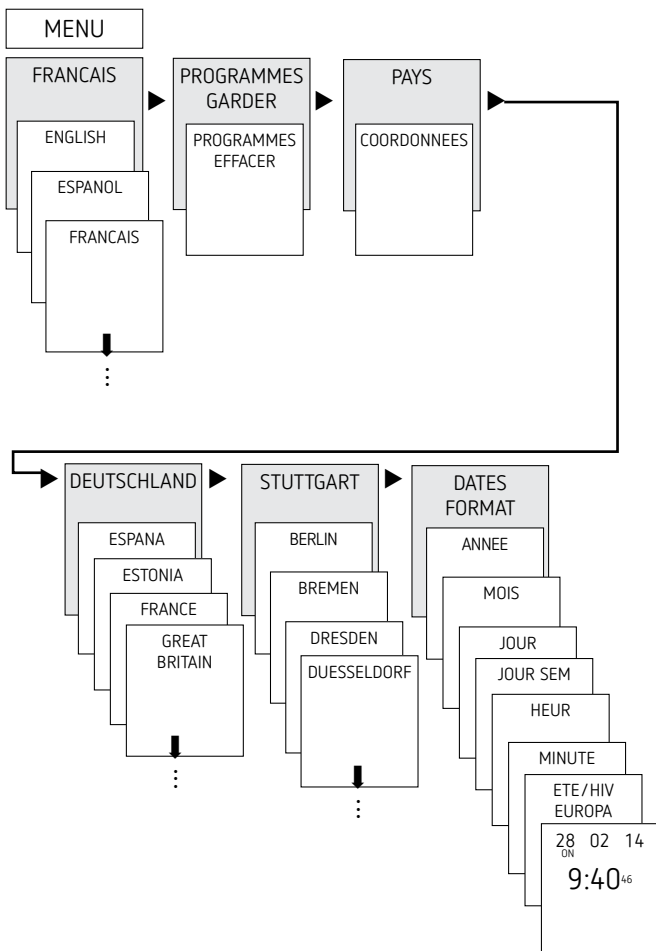 MENU
FRANCAIS
ENGLISH
ESPANOL
FRANCAIS
PROGRAMMES
GARDER
PROGRAMMES
EFFACER
PAYS
COORDONNEES
DEUTSCHLAND
ESPANA
ESTONIA
FRANCE
GREAT
BRITAIN
STUTTGART
BERLIN
BREMEN
DRESDEN
DUESSELDORF
DATES
FORMAT
ANNEE
MOIS
JOUR
JOUR SEM
HEUR
MINUTE
ETE/HIV
EUROPA
28 02 14
ON
9:40 46